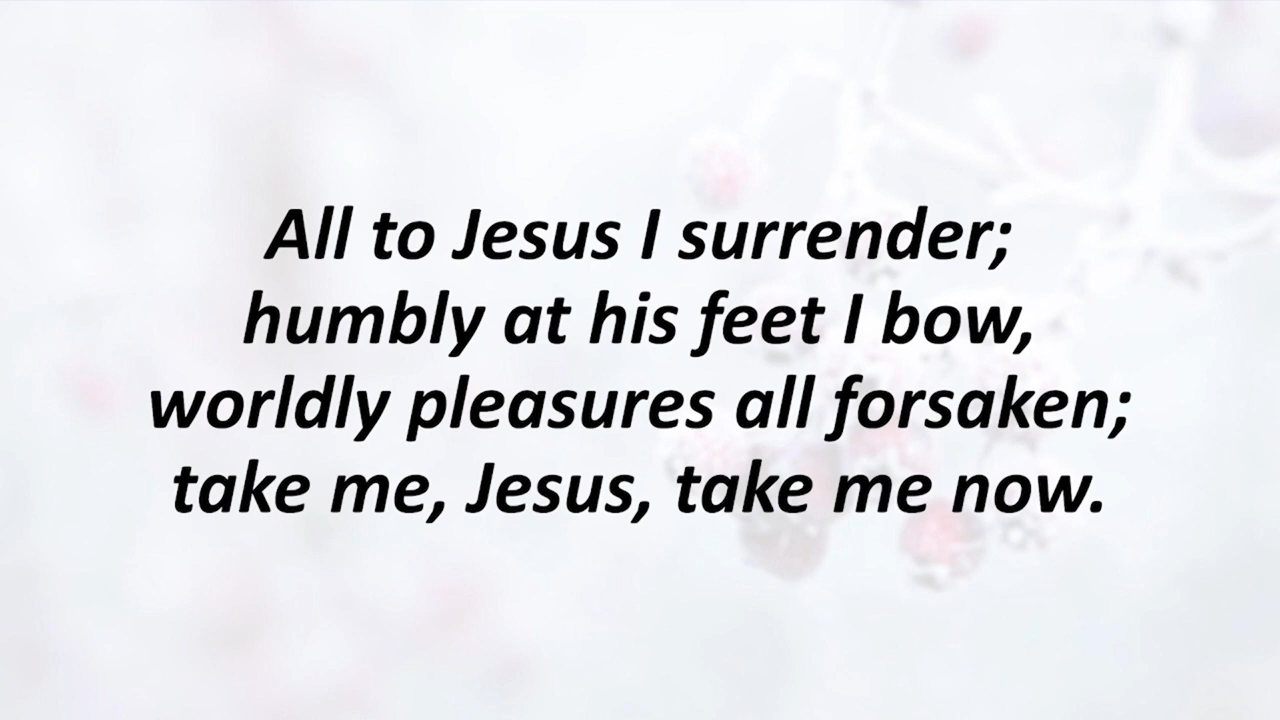 All to Jesus I surrender;
humbly at his feet I bow,
worldly pleasures all forsaken;
take me, Jesus, take me now.